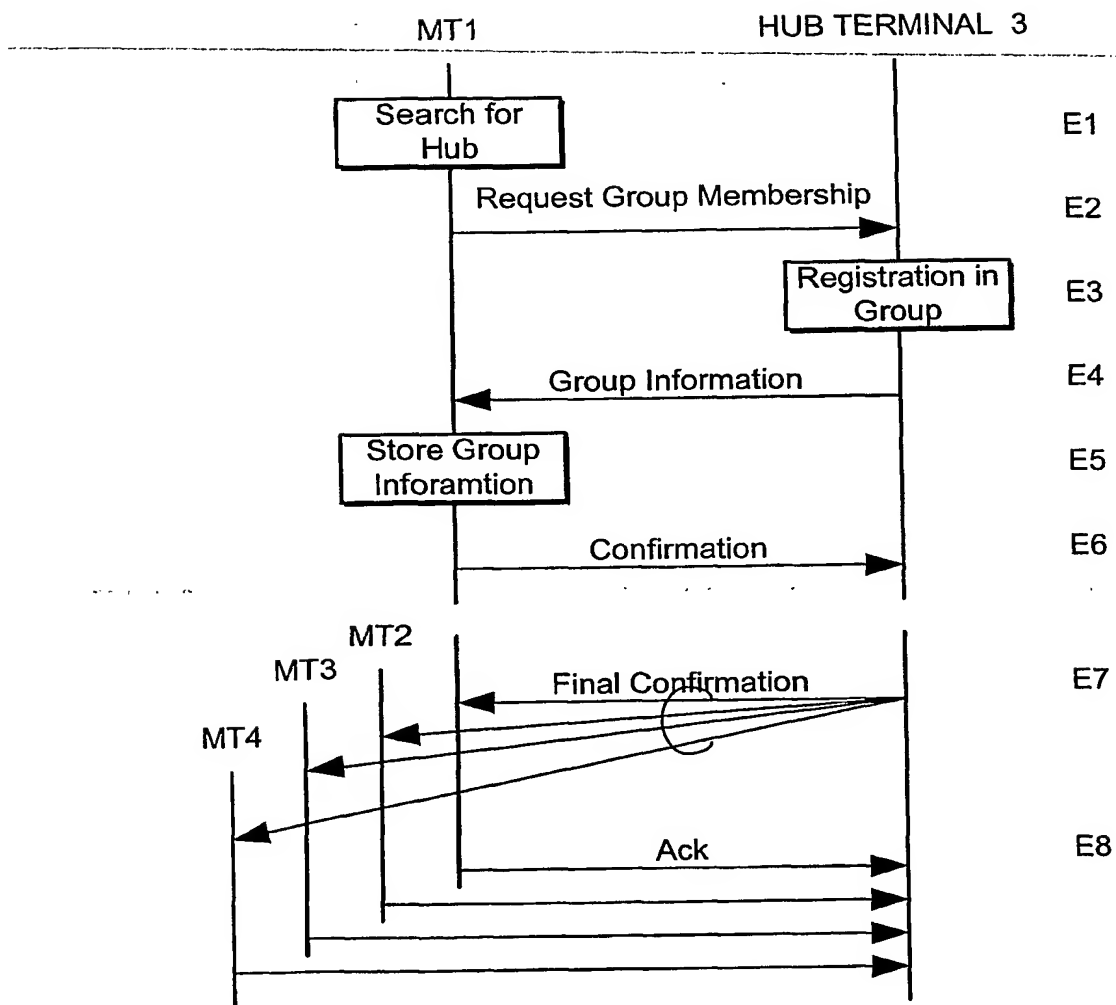 MT1 HUB TERMINAL 3
Search for
Hub
E1
Request Group Membership
E2
Registration in
Group
E3
Group Information
E4
Store Group
Inforamtion
E5
Confirmation
E6
MT2
MT3
MT4
Final Confirmation
E7
Ack
E8